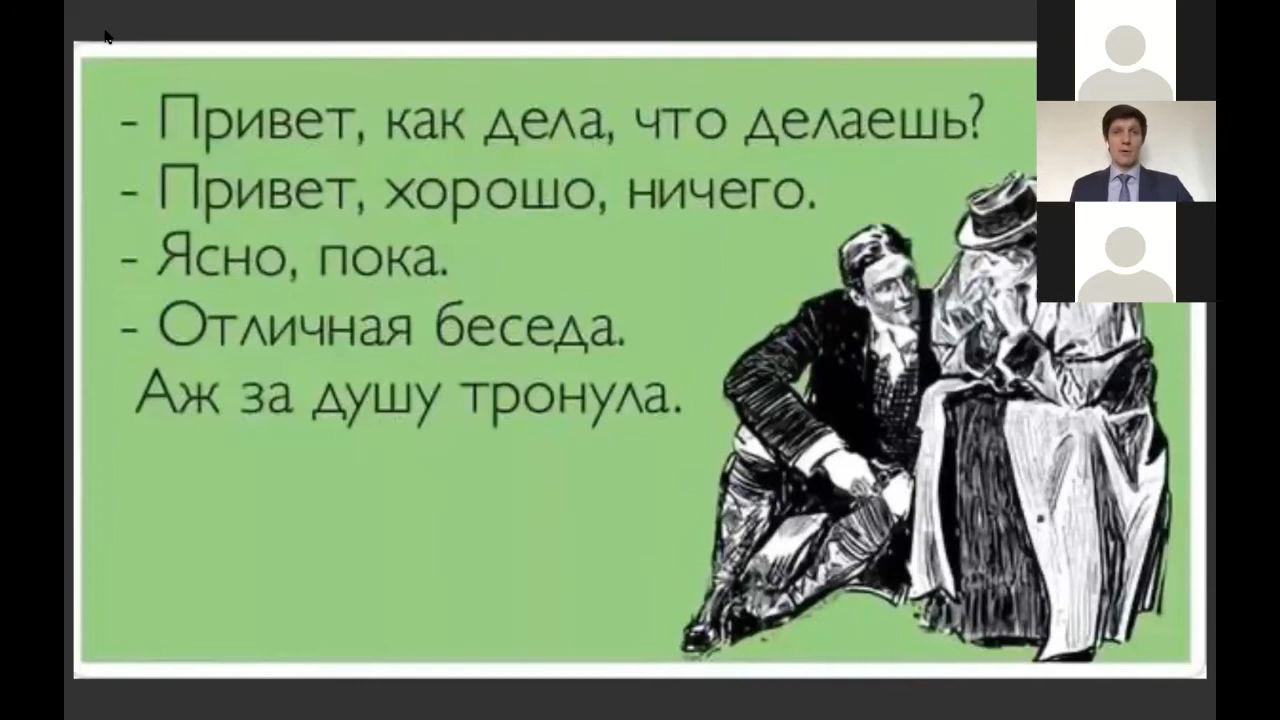 - Привет, как дела, что делаешь?
- Привет, хорошо, ничего.
- Ясно, пока.
- Отличная беседа.
Аж за душу тронула.